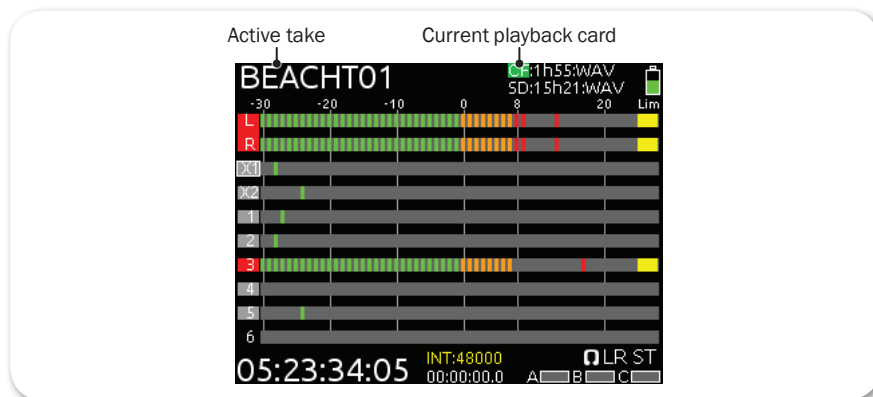 Active take Current playback card
BEACHT01
CF:1h55:WAV
SD:15h21:WAV
-30 -20 -10 0 8 20 Lim
L
R
X1
X2
1
2
3
4
5
6
05:23:34:05
INT:48000
00:00:00.0
LR ST
A B C